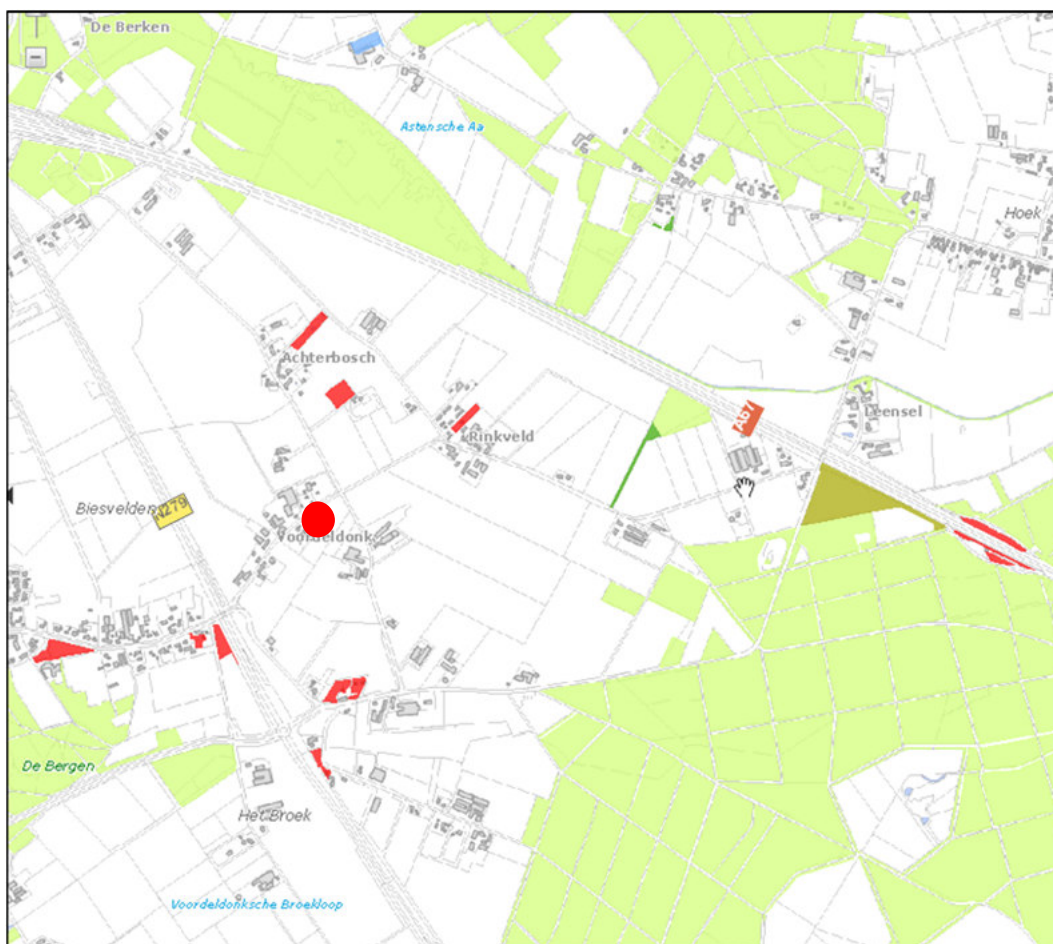 De Berken
Astensche Aa
Hoek
Achterbosch
Leensel
A67
Rinkveld
Biesvelden
N279
Voordeldonk
De Bergen
Het Broek
Voordeldonksche Broekloop